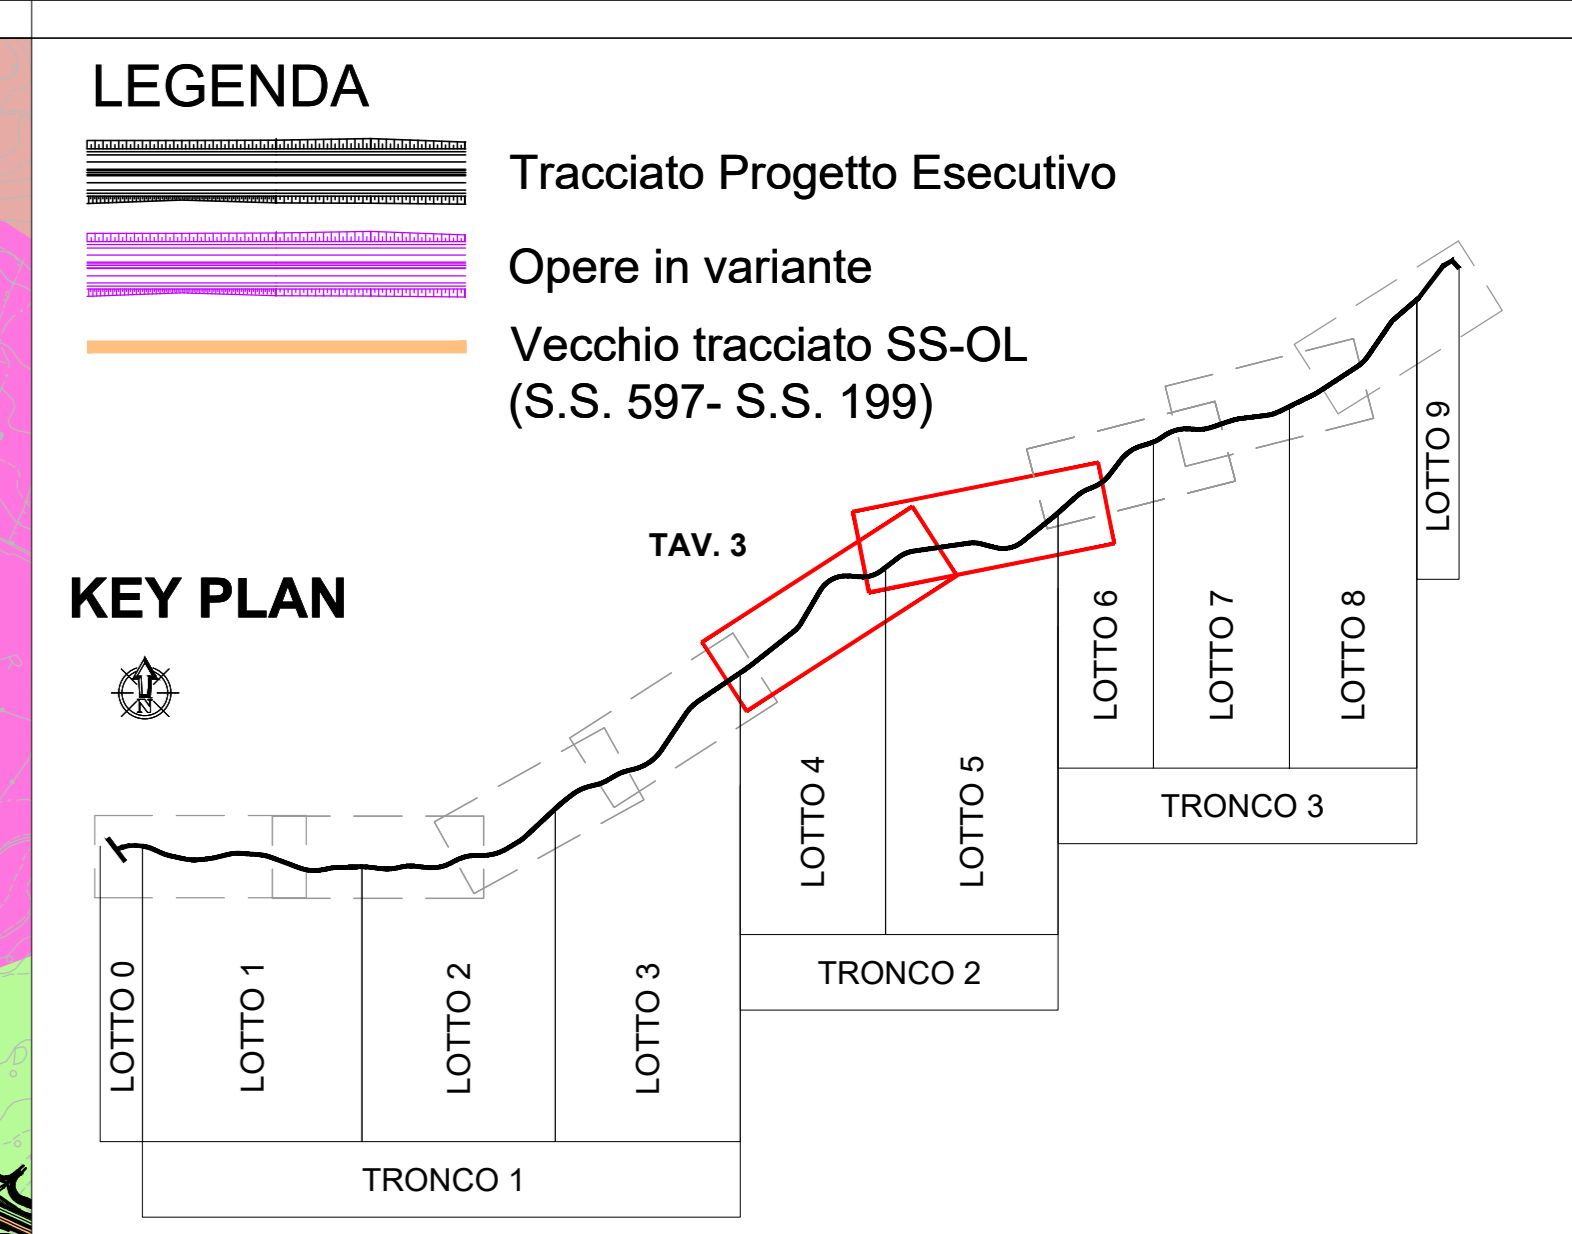 LEGENDA
Tracciato Progetto Esecutivo
Opere in variante
Vecchio tracciato SS-OL
(S.S. 597- S.S. 199)
TAV. 3
KEY PLAN
N
LOTTO 0
LOTTO 1
LOTTO 2
LOTTO 3
LOTTO 4
LOTTO 5
LOTTO 6
LOTTO 7
LOTTO 8
LOTTO 9
TRONCO 1
TRONCO 2
TRONCO 3